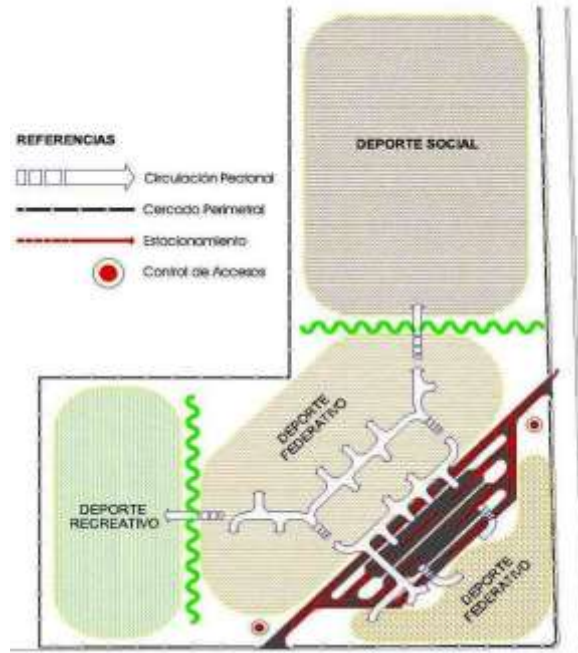 REFERENCIAS
Circulación Peatonal
Cercado Perimetral
Estacionamiento
Control de Accesos
DEPORTE SOCIAL
DEPORTE
FEDERATIVO
DEPORTE
RECREATIVO
DEPORTE
FEDERATIVO